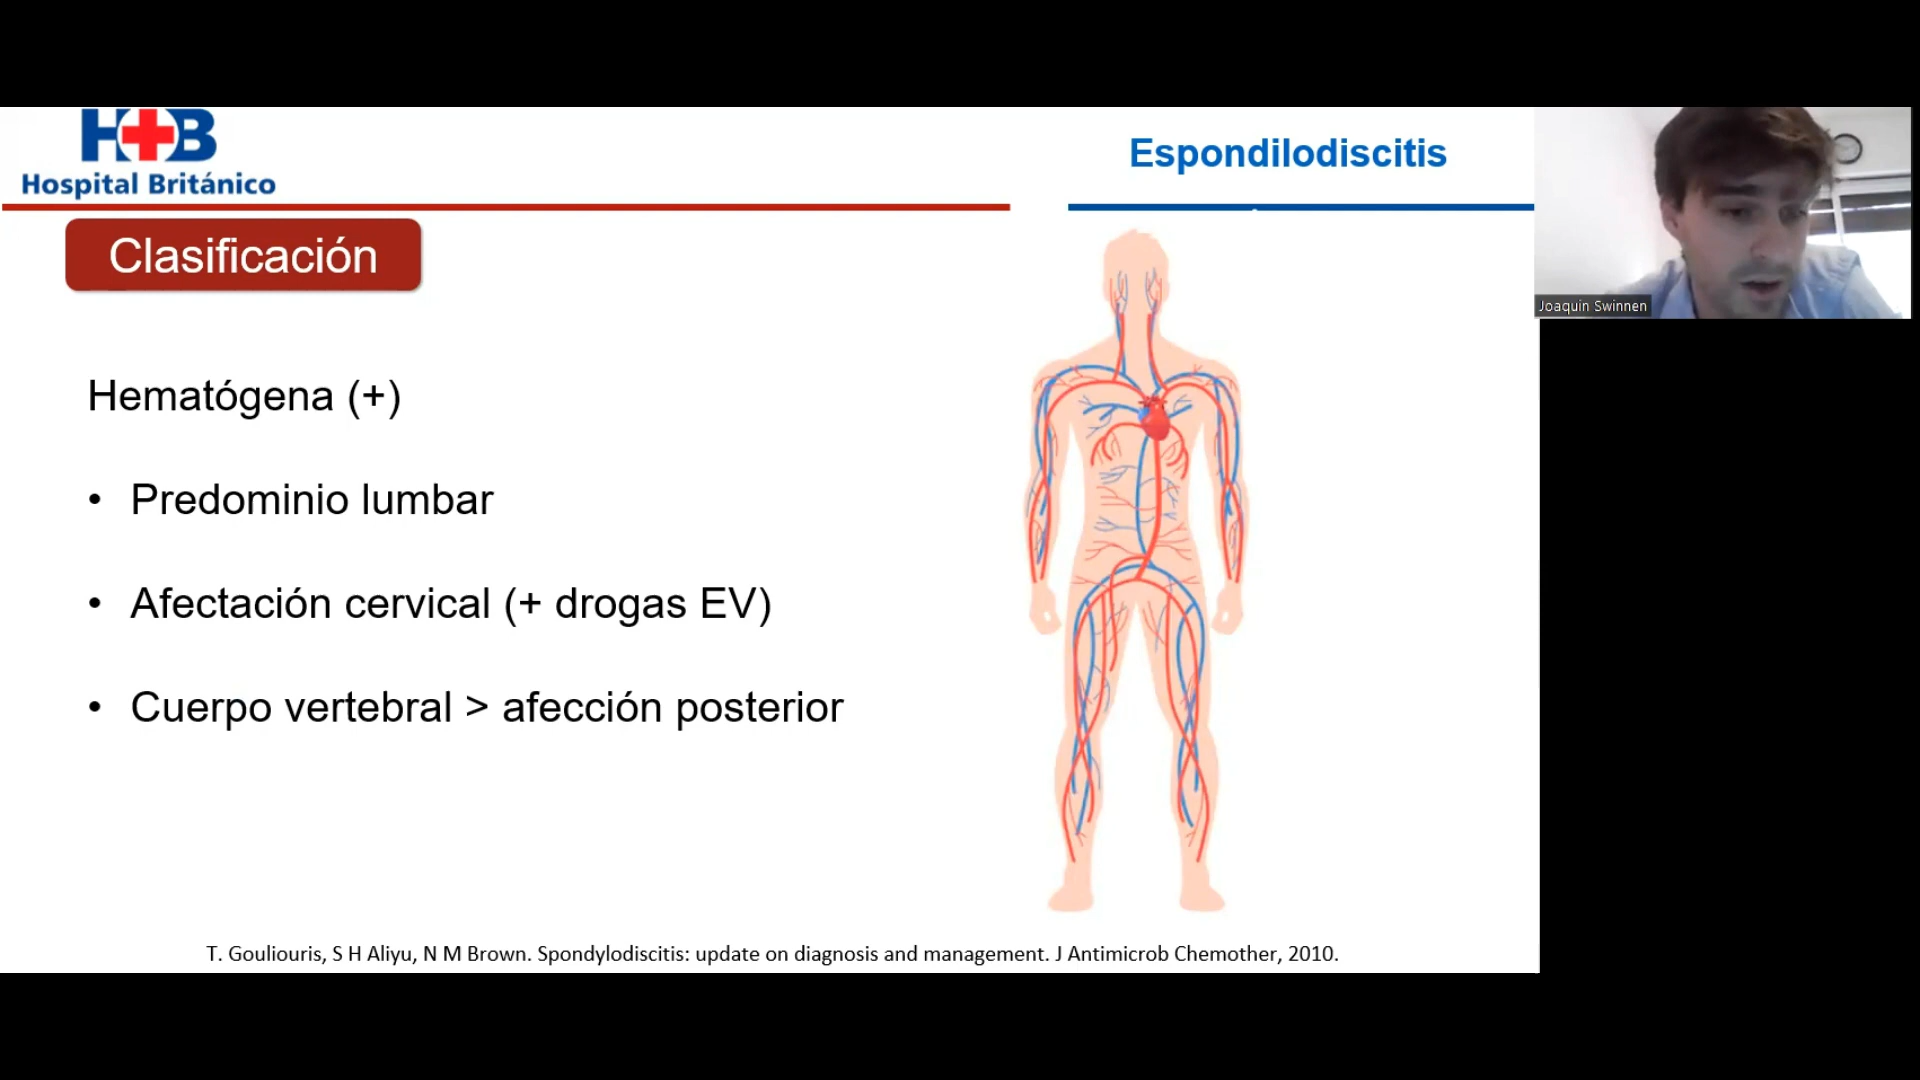 H+B
Hospital Británico
Espondilodiscitis
Joaquin Swinnen
Clasificación
Hematógena (+)
• Predominio lumbar
• Afectación cervical (+ drogas EV)
• Cuerpo vertebral > afección posterior
T. Gouliouris, S H Aliyu, N M Brown. Spondylodiscitis: update on diagnosis and management. J Antimicrob Chemother, 2010.